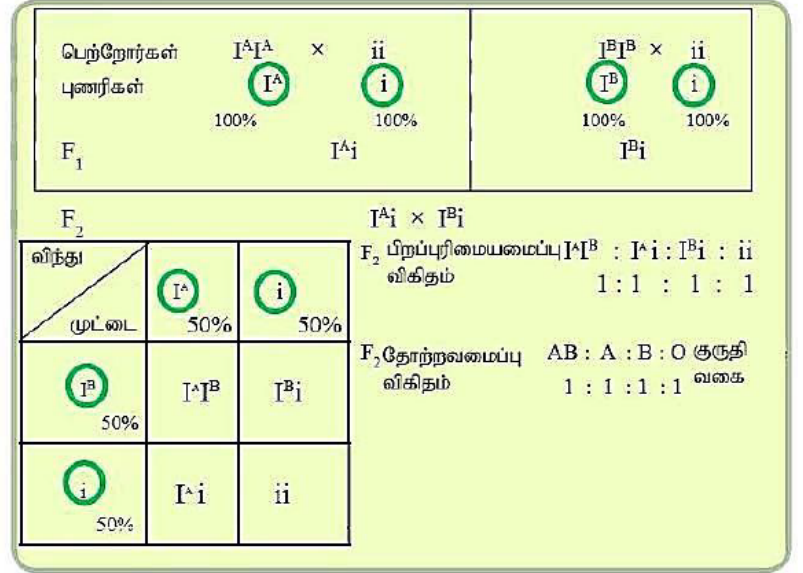 பெற்றோர்கள் IᴬIᴬ × ii IᴮIᴮ × ii
புணரிகள் Iᴬ i Iᴮ i
100% 100% 100% 100%
F₁ Iᴬi Iᴮi
F₂ Iᴬi × Iᴮi
விந்து
முட்டை
Iᴬ 50% i 50%
Iᴮ 50% IᴬIᴮ Iᴮi
i 50% Iᴬi ii
F₂ பிறப்புரிமையமைப்பு IᴬIᴮ : Iᴬi : Iᴮi : ii
விகிதம் 1 : 1 : 1 : 1
F₂ தோற்றவமைப்பு AB : A : B : O குருதி
விகிதம் 1 : 1 : 1 : 1 வகை